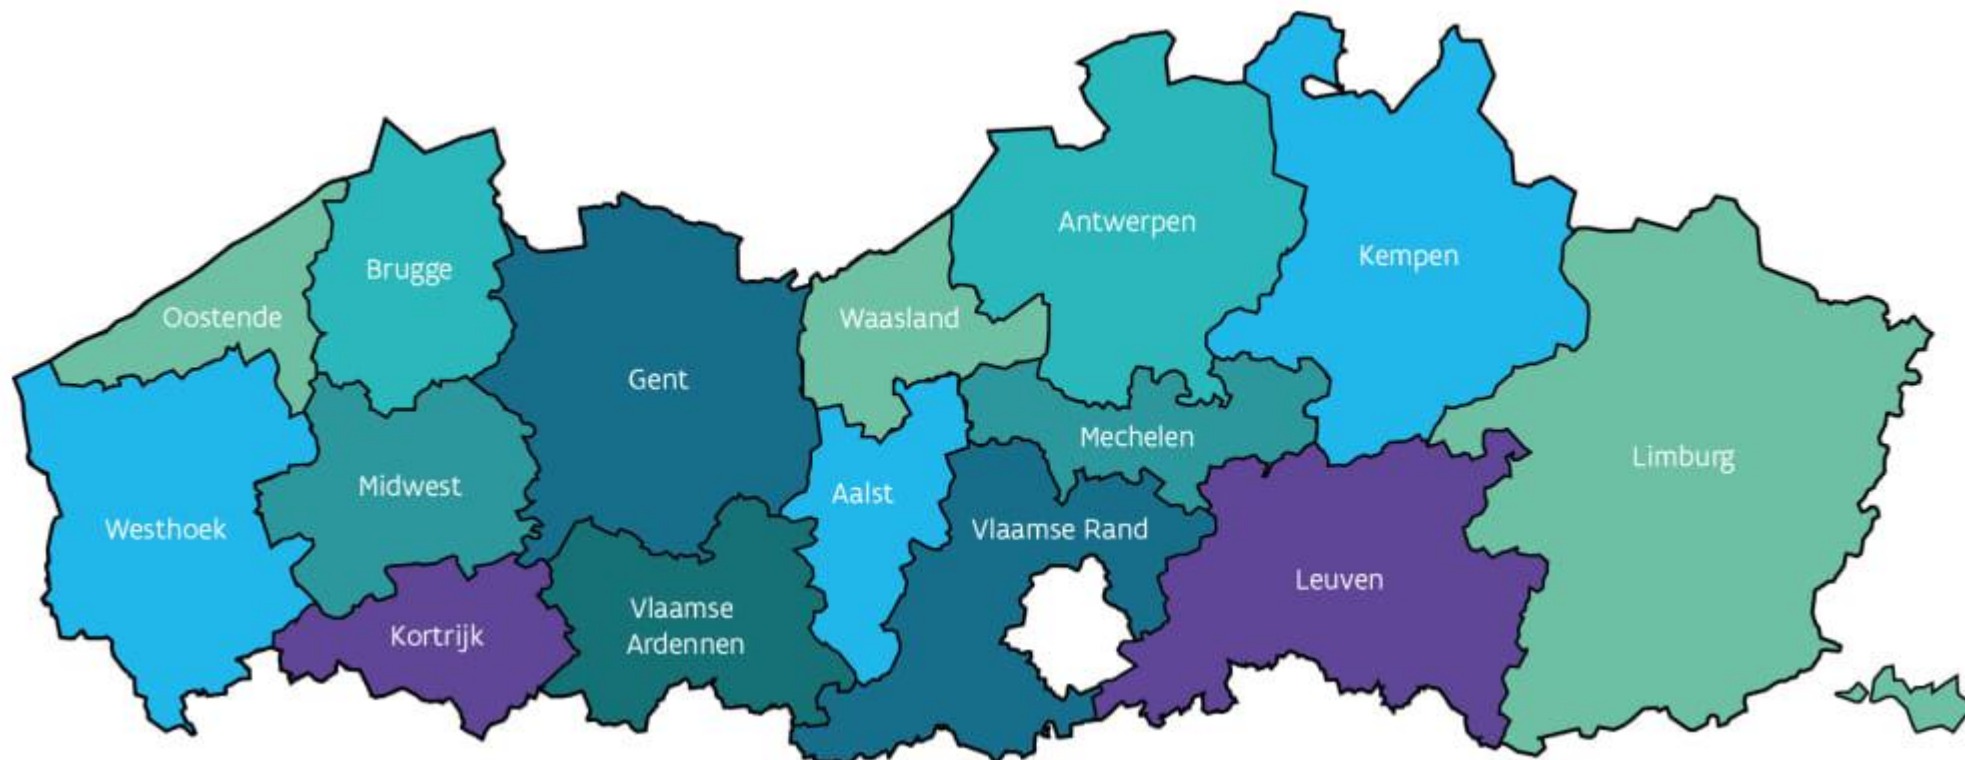 Antwerpen
Kempen
Brugge
Oostende
Waasland
Gent
Mechelen
Limburg
Midwest
Aalst
Westhoek
Vlaamse Rand
Leuven
Vlaamse
Ardennen
Kortrijk